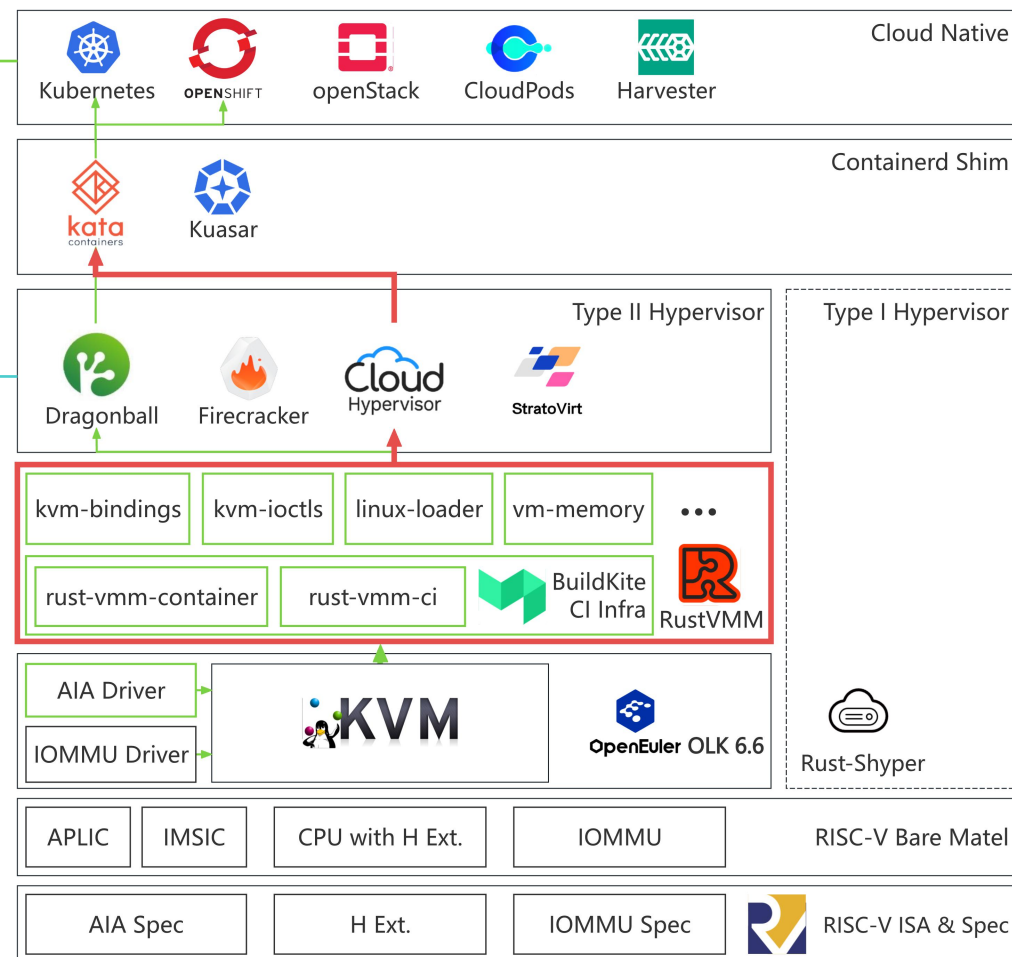 Cloud Native
Kubernetes
OPENSHIFT
openStack
CloudPods
Harvester
Containerd Shim
kata
containers
Kuasar
Type II Hypervisor
Type I Hypervisor
Dragonball
Firecracker
Cloud
Hypervisor
StratoVirt
kvm-bindings
kvm-ioctls
linux-loader
vm-memory
•••
rust-vmm-container
rust-vmm-ci
BuildKite
CI Infra
R
RustVMM
AIA Driver
IOMMU Driver
KVM
OpenEuler OLK 6.6
Rust-Shyper
APLIC
IMSIC
CPU with H Ext.
IOMMU
RISC-V Bare Matel
AIA Spec
H Ext.
IOMMU Spec
RISC-V ISA & Spec